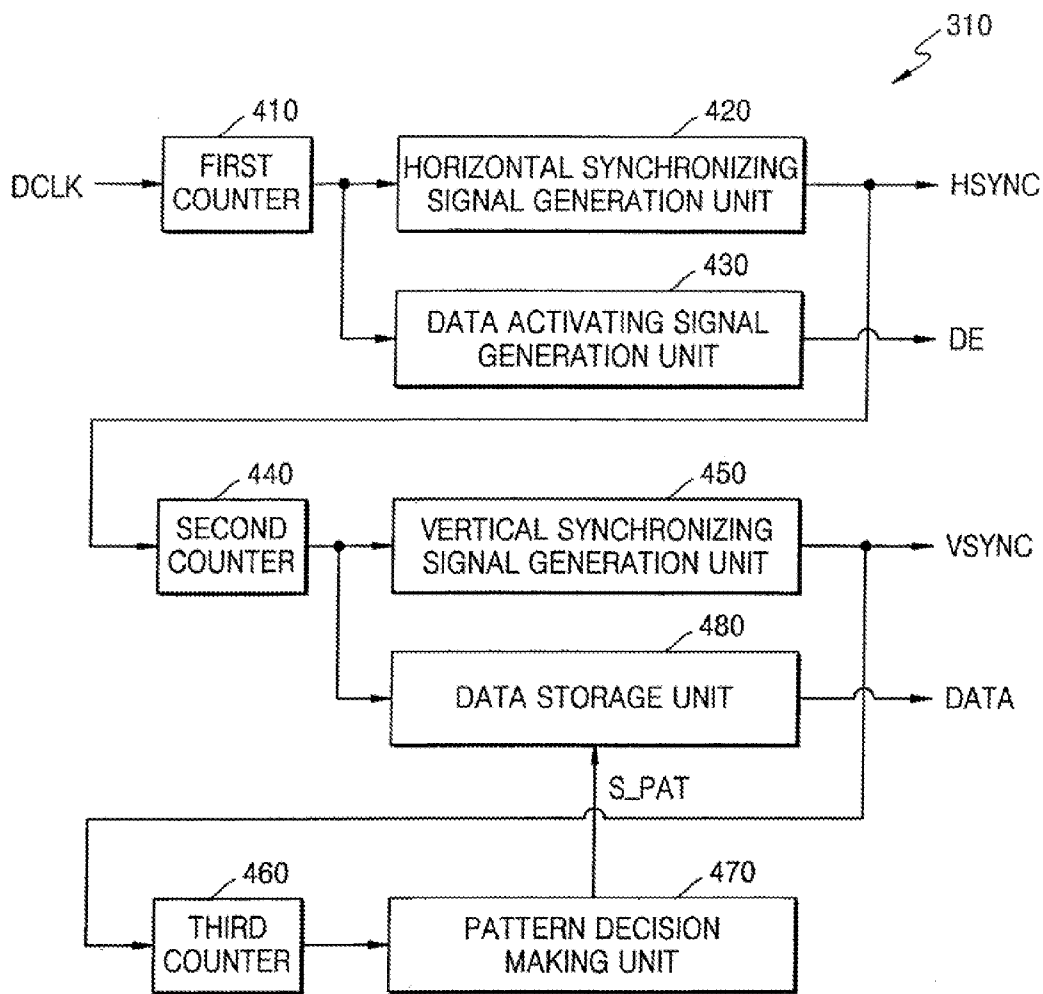 310
410
420
DCLK
FIRST
COUNTER
HORIZONTAL SYNCHRONIZING
SIGNAL GENERATION UNIT
HSYNC
430
DATA ACTIVATING SIGNAL
GENERATION UNIT
DE
440
450
SECOND
COUNTER
VERTICAL SYNCHRONIZING
SIGNAL GENERATION UNIT
VSYNC
480
DATA STORAGE UNIT
DATA
S_PAT
460
470
THIRD
COUNTER
PATTERN DECISION
MAKING UNIT